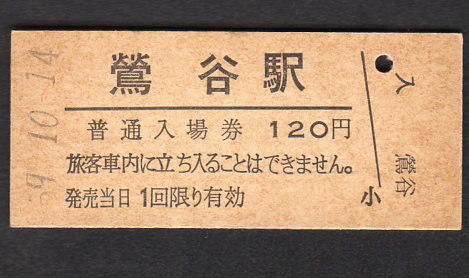 鶯谷駅
普通入場券 120円
旅客車内に立ち入ることはできません。
発売当日1回限り有効
入
鶯谷
小
9.10.14